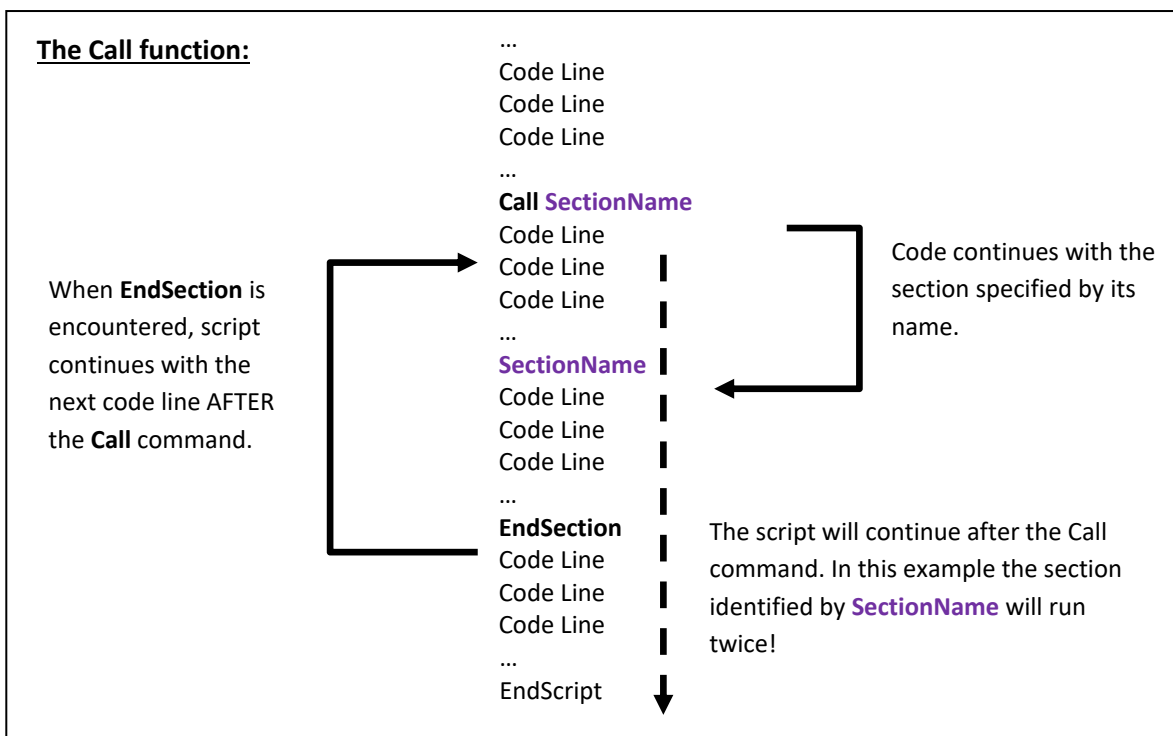 The Call function:
...
Code Line
Code Line
Code Line
...
Call SectionName
Code Line
Code Line
Code Line
...
SectionName
Code Line
Code Line
Code Line
...
EndSection
Code Line
Code Line
Code Line
...
EndScript
When EndSection is
encountered, script
continues with the
next code line AFTER
the Call command.
Code continues with the
section specified by its
name.
The script will continue after the Call
command. In this example the section
identified by SectionName will run
twice!